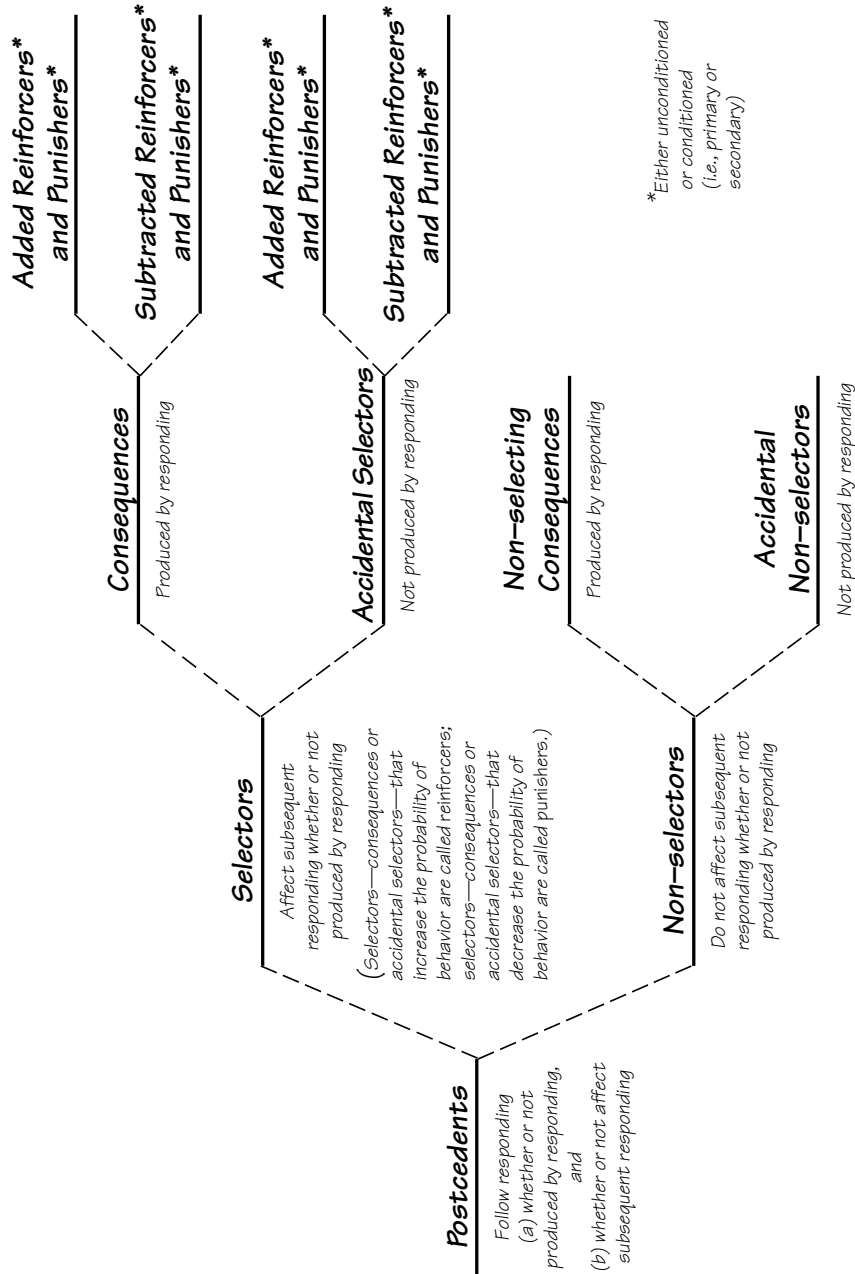 Postcedents
Follow responding
(a) whether or not
produced by responding,
and
(b) whether or not affect
subsequent responding
Selectors
Affect subsequent
responding whether or not
produced by responding
(Selectors—consequences or
accidental selectors—that
increase the probability of
behavior are called reinforcers;
selectors—consequences or
accidental selectors—that
decrease the probability of
behavior are called punishers.)
Non–selectors
Do not affect subsequent
responding whether or not
produced by responding
Consequences
Produced by responding
Accidental Selectors
Not produced by responding
Non–selecting
Consequences
Produced by responding
Accidental
Non–selectors
Not produced by responding
Added Reinforcers*
and Punishers*
Subtracted Reinforcers*
and Punishers*
Added Reinforcers*
and Punishers*
Subtracted Reinforcers*
and Punishers*
*Either unconditioned
or conditioned
(i.e., primary or
secondary)